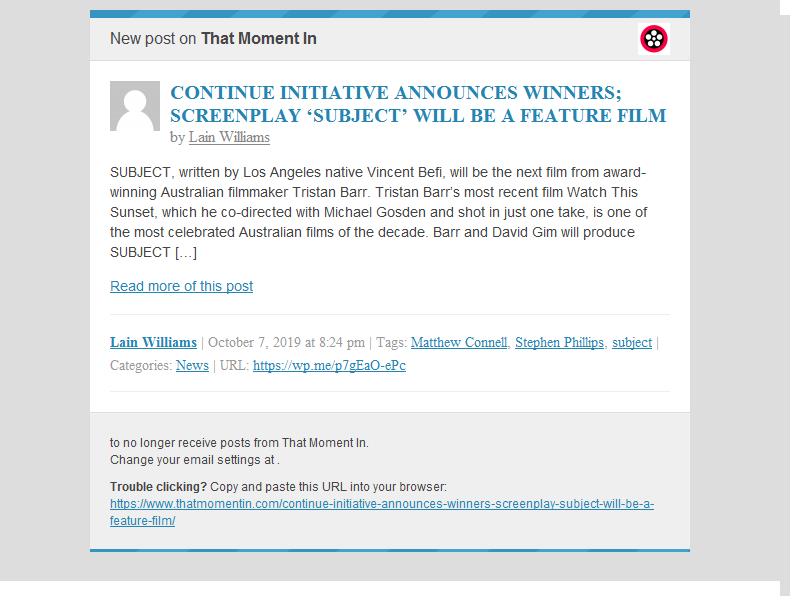 New post on That Moment In
CONTINUE INITIATIVE ANNOUNCES WINNERS;
SCREENPLAY ‘SUBJECT’ WILL BE A FEATURE FILM
by Lain Williams
SUBJECT, written by Los Angeles native Vincent Befi, will be the next film from award-
winning Australian filmmaker Tristan Barr. Tristan Barr's most recent film Watch This
Sunset, which he co-directed with Michael Gosden and shot in just one take, is one of
the most celebrated Australian films of the decade. Barr and David Gim will produce
SUBJECT […]
Read more of this post
Lain Williams | October 7, 2019 at 8:24 pm | Tags: Matthew Connell, Stephen Phillips, subject |
Categories: News | URL: https://wp.me/p7gEaO-ePc
to no longer receive posts from That Moment In.
Change your email settings at .
Trouble clicking? Copy and paste this URL into your browser:
https://www.thatmomentin.com/continue-initiative-announces-winners-screenplay-subject-will-be-a-
feature-film/